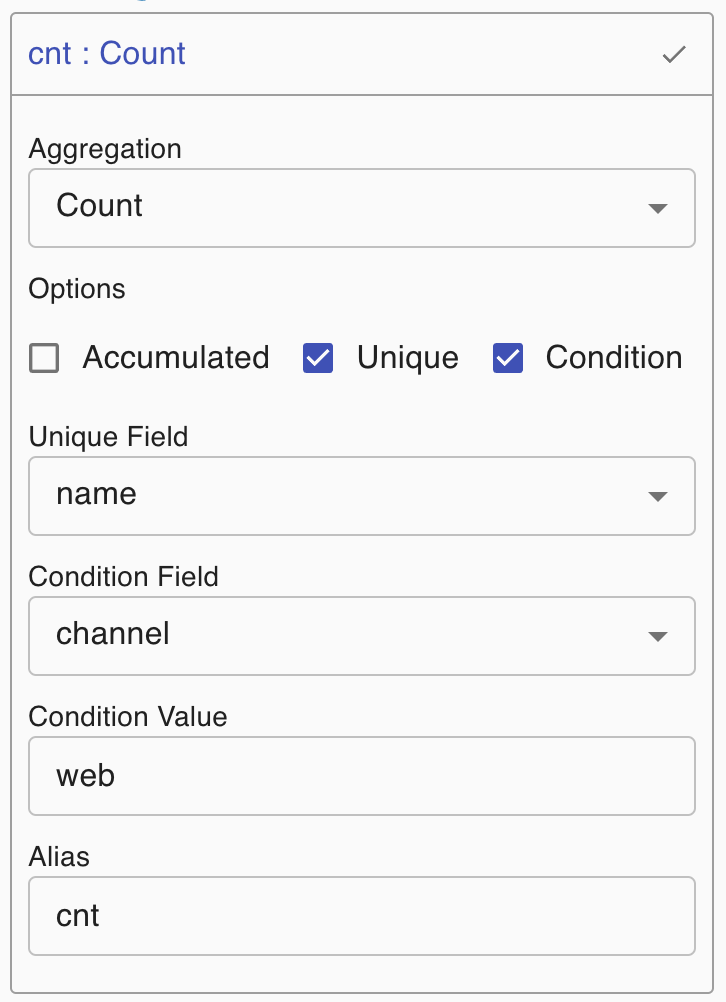 cnt : Count
Aggregation
Count
Options
Accumulated Unique Condition
Unique Field
name
Condition Field
channel
Condition Value
web
Alias
cnt